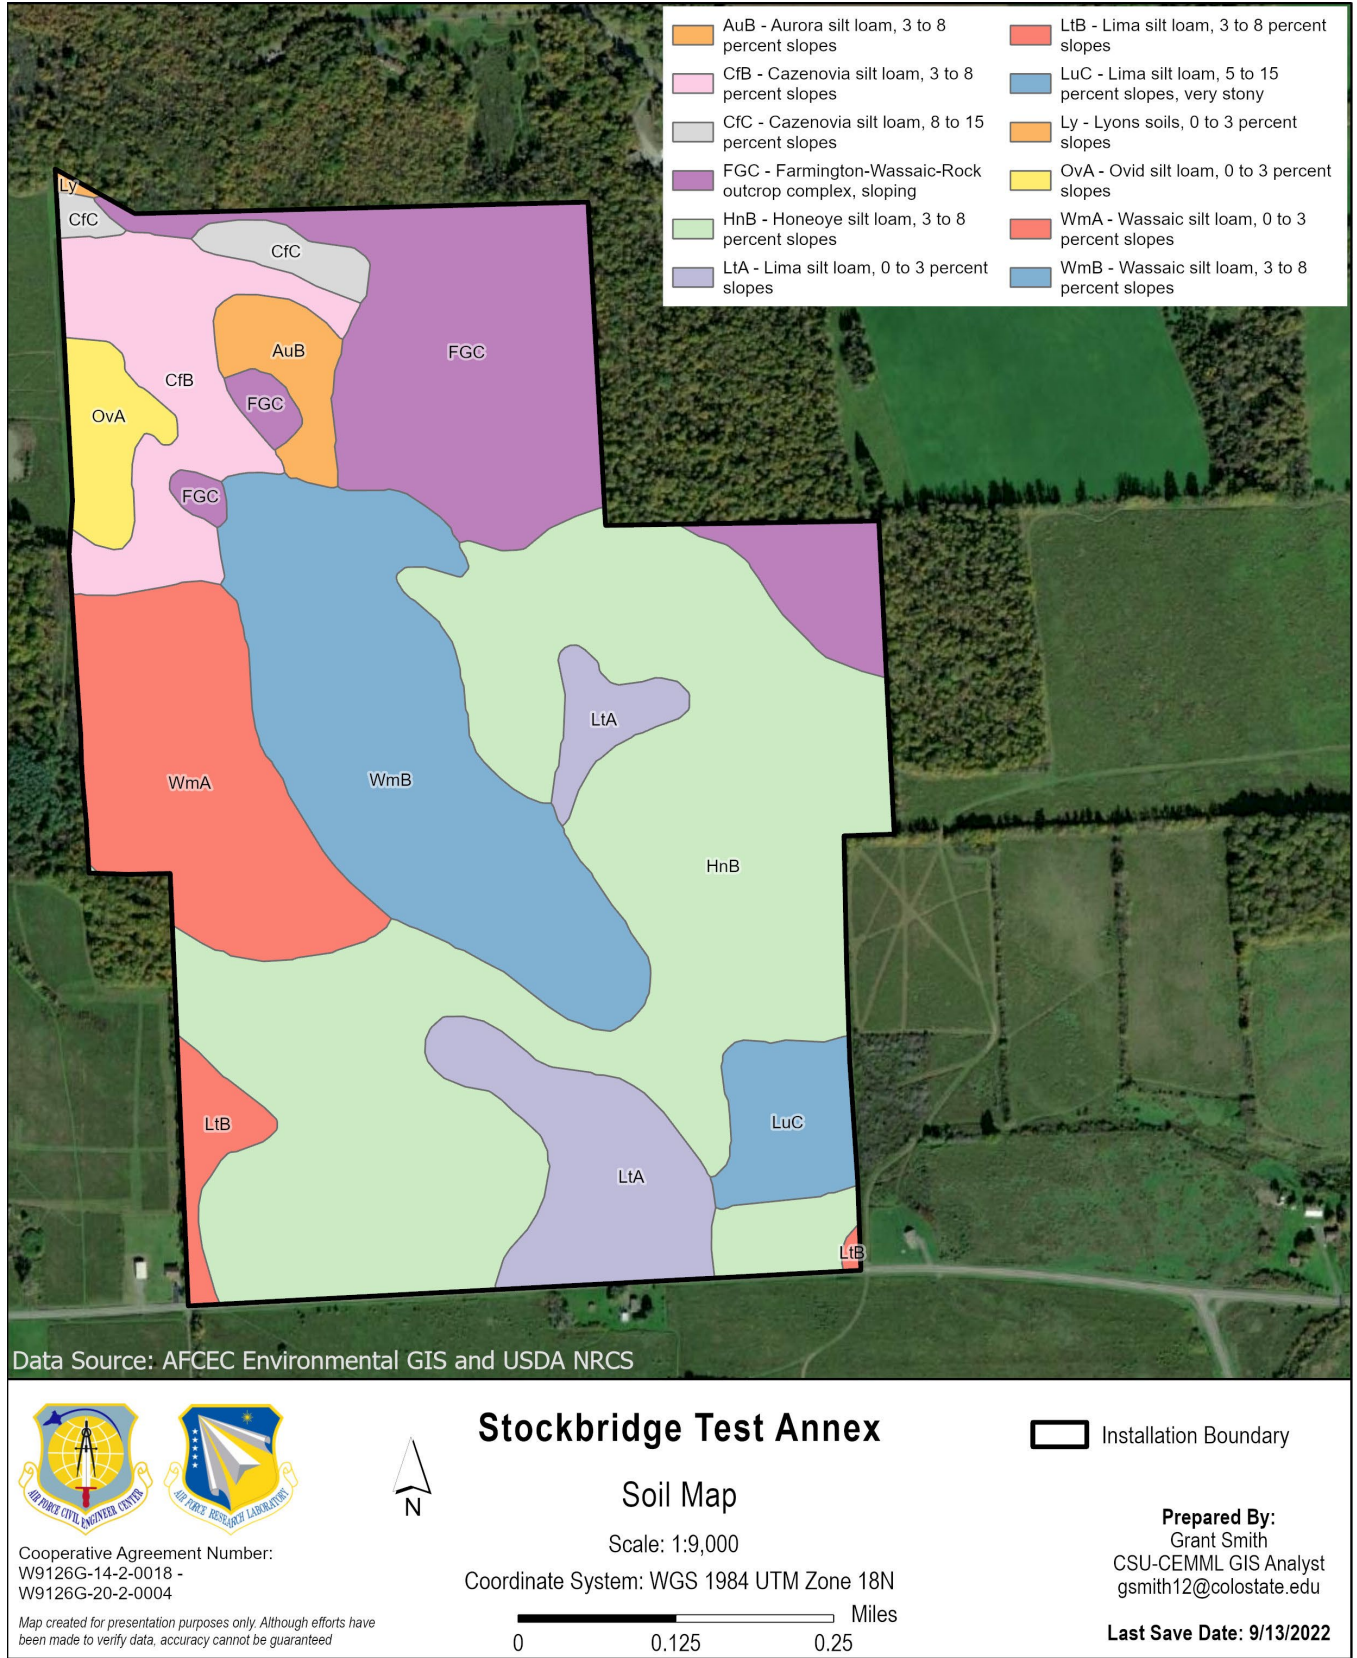 AuB - Aurora silt loam, 3 to 8
percent slopes
CfB - Cazenovia silt loam, 3 to 8
percent slopes
CfC - Cazenovia silt loam, 8 to 15
percent slopes
FGC - Farmington-Wassaic-Rock
outcrop complex, sloping
HnB - Honeoye silt loam, 3 to 8
percent slopes
LtA - Lima silt loam, 0 to 3 percent
slopes
LtB - Lima silt loam, 3 to 8 percent
slopes
LuC - Lima silt loam, 5 to 15
percent slopes, very stony
Ly - Lyons soils, 0 to 3 percent
slopes
OvA - Ovid silt loam, 0 to 3 percent
slopes
WmA - Wassaic silt loam, 0 to 3
percent slopes
WmB - Wassaic silt loam, 3 to 8
percent slopes
Ly
CfC
CfC
AuB
FGC
CfB
FGC
OvA
FGC
LtA
WmA
WmB
HnB
LtB
LuC
LtA
LtB
Data Source: AFCEC Environmental GIS and USDA NRCS
AIR FORCE CIVIL ENGINEER CENTER
AIR FORCE RESEARCH LABORATORY
Cooperative Agreement Number:
W9126G-14-2-0018 -
W9126G-20-2-0004
Map created for presentation purposes only. Although efforts have
been made to verify data, accuracy cannot be guaranteed
N
Stockbridge Test Annex
Soil Map
Scale: 1:9,000
Coordinate System: WGS 1984 UTM Zone 18N
Miles
0 0.125 0.25
Installation Boundary
Prepared By:
Grant Smith
CSU-CEMML GIS Analyst
gsmith12@colostate.edu
Last Save Date: 9/13/2022